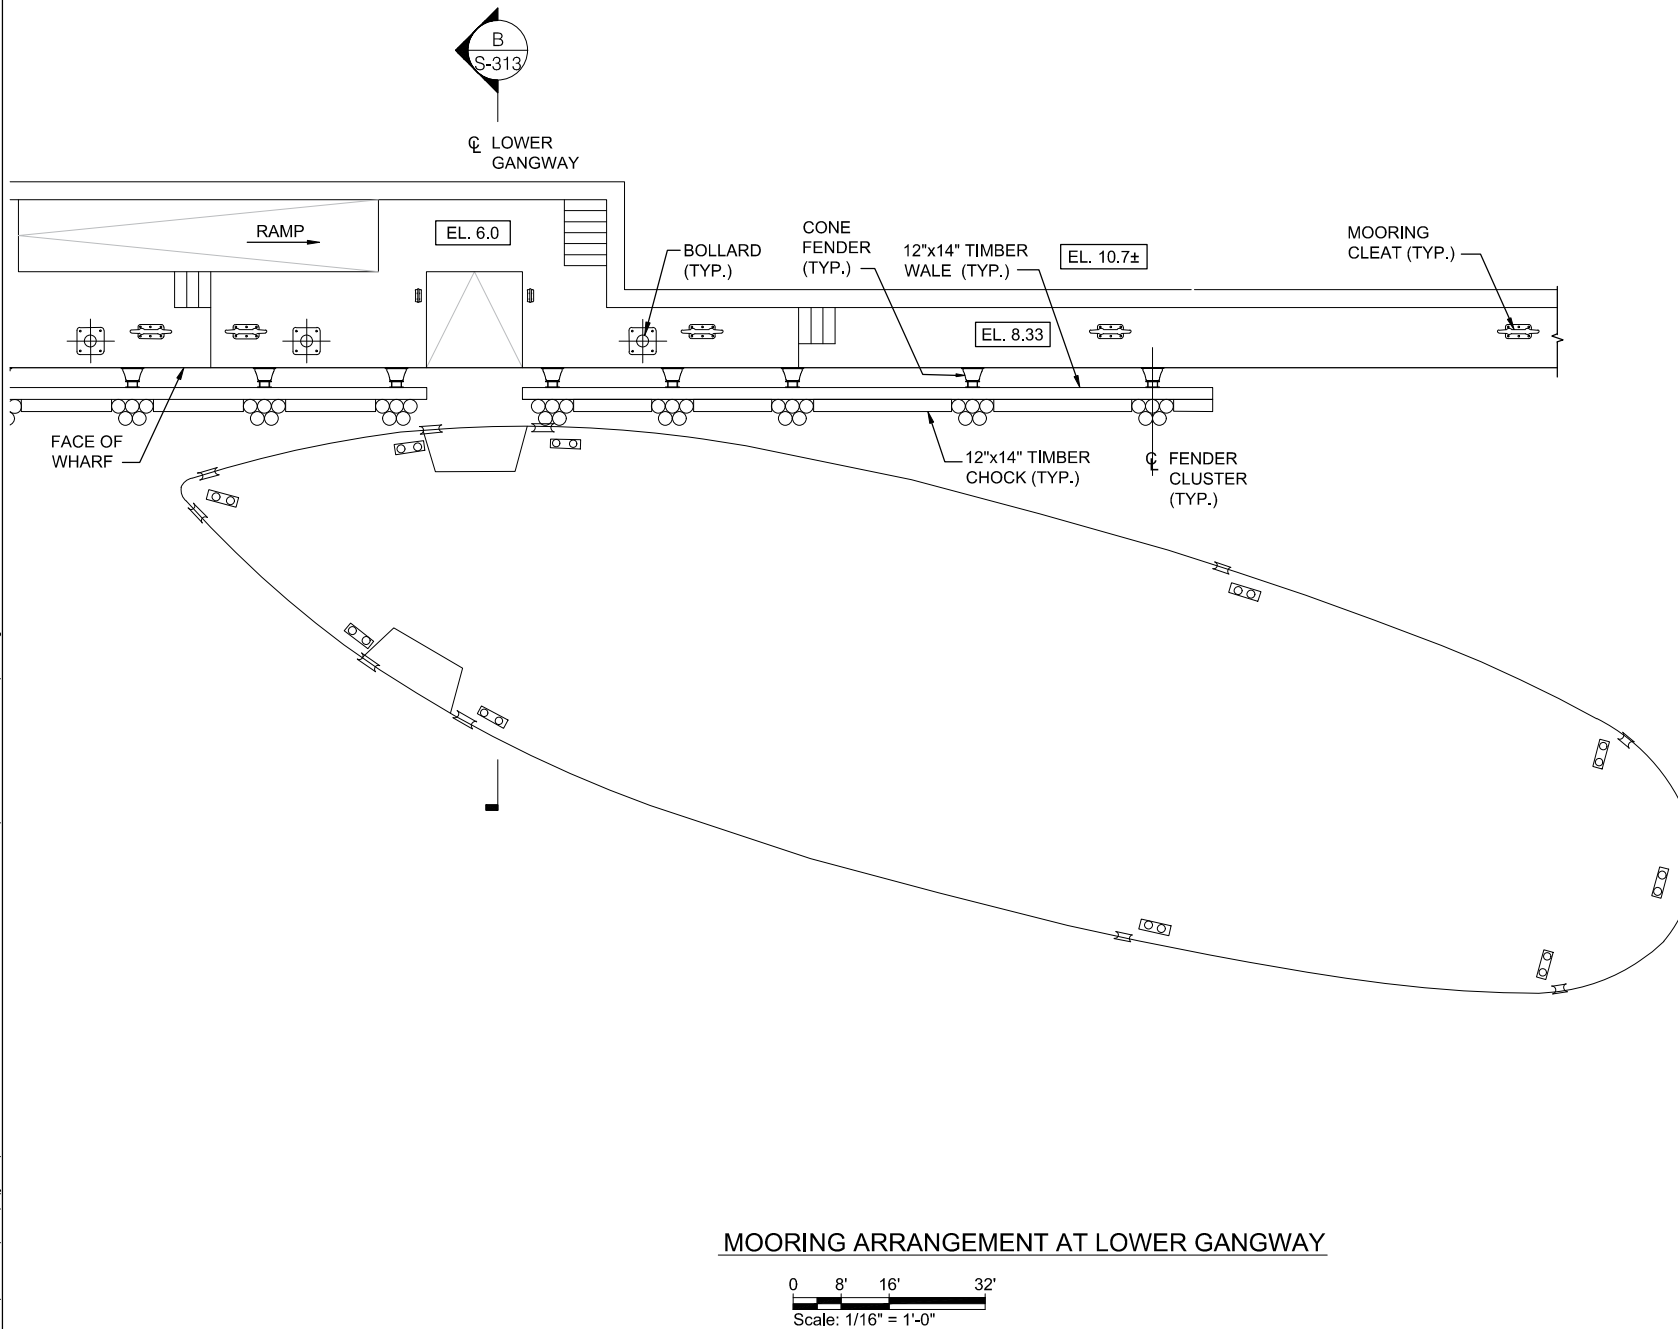 B
S-313
℄ LOWER
GANGWAY
RAMP
EL. 6.0
BOLLARD
(TYP.)
CONE
FENDER
(TYP.)
12"x14" TIMBER
WALE (TYP.)
EL. 10.7±
MOORING
CLEAT (TYP.)
EL. 8.33
FACE OF
WHARF
12"x14" TIMBER
CHOCK (TYP.)
℄ FENDER
CLUSTER
(TYP.)
MOORING ARRANGEMENT AT LOWER GANGWAY
0 8' 16' 32'
Scale: 1/16" = 1'-0"